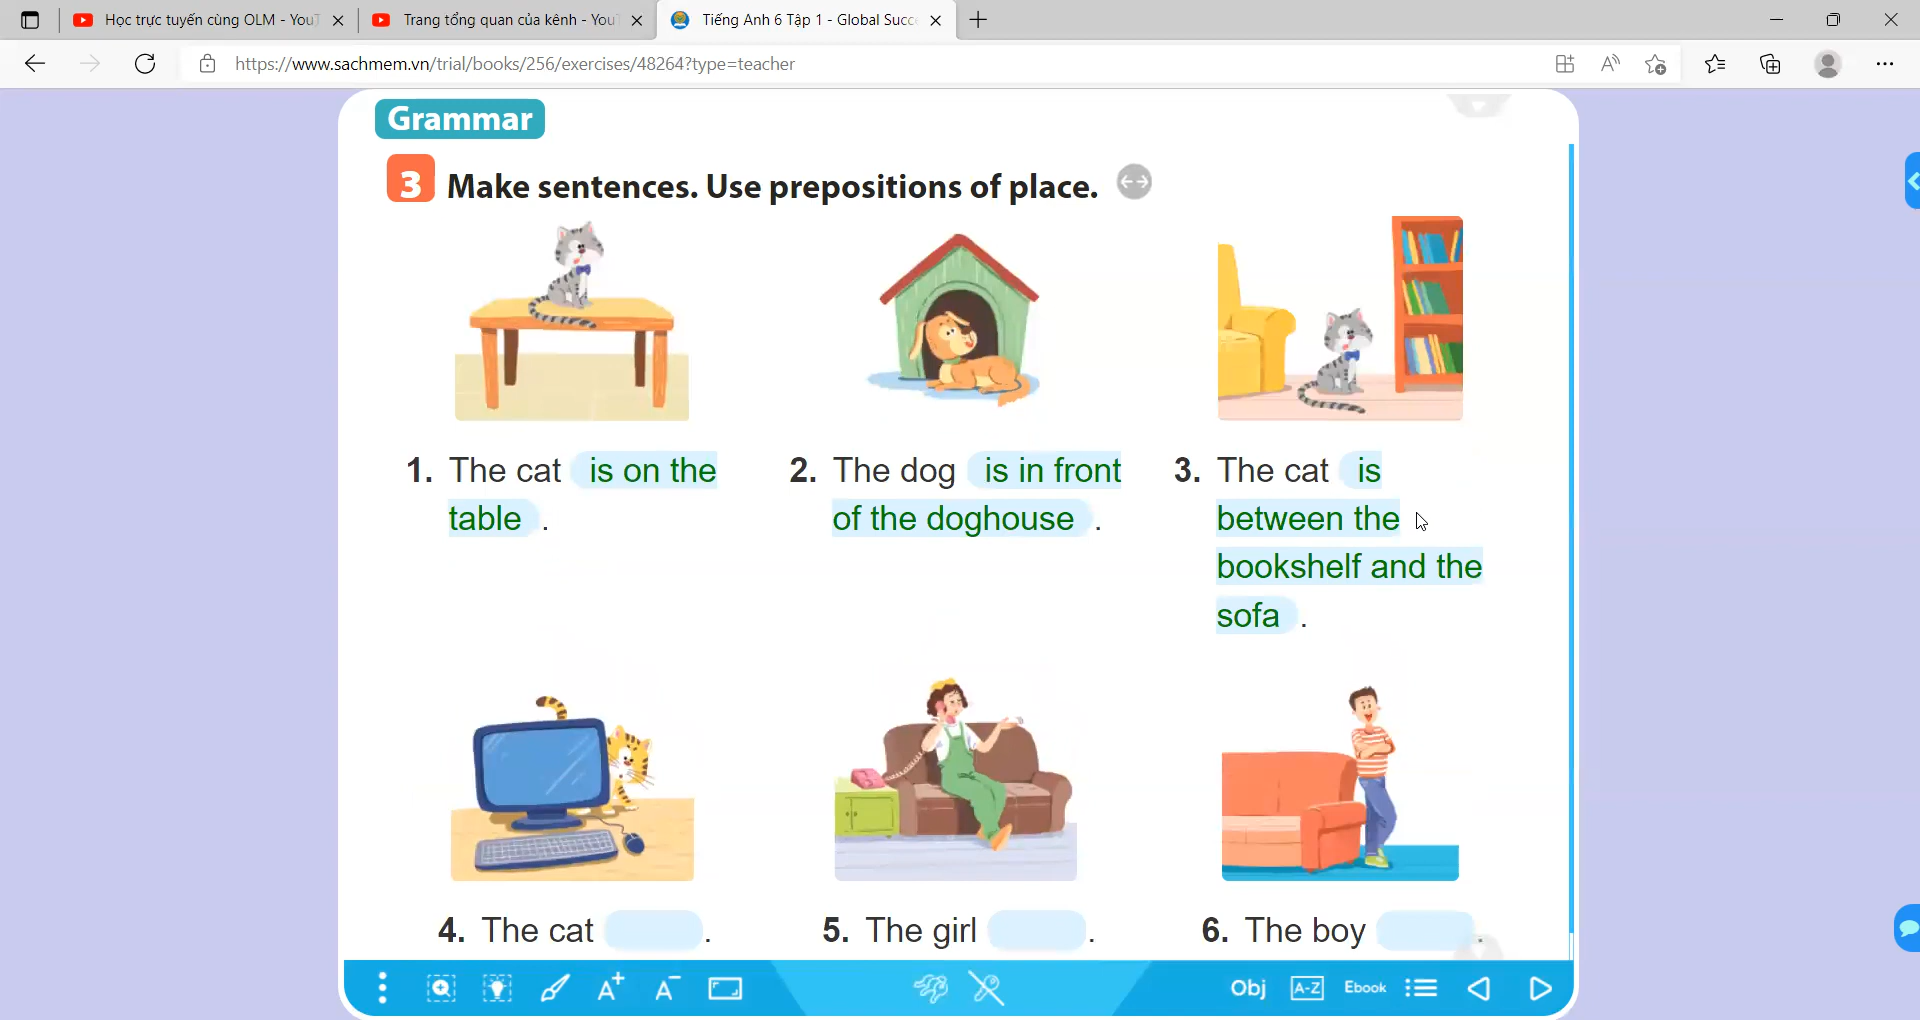 Học trực tuyến cùng OLM - You
Trang tổng quan của kênh - You
Tiếng Anh 6 Tập 1 - Global Succ
https://www.sachmem.vn/trial/books/256/exercises/48264?type=teacher
Grammar
3 Make sentences. Use prepositions of place.
1. The cat is on the
table .
2. The dog is in front
of the doghouse .
3. The cat is
between the
bookshelf and the
sofa .
4. The cat .
5. The girl .
6. The boy .
A+ A- Obj A-Z Ebook